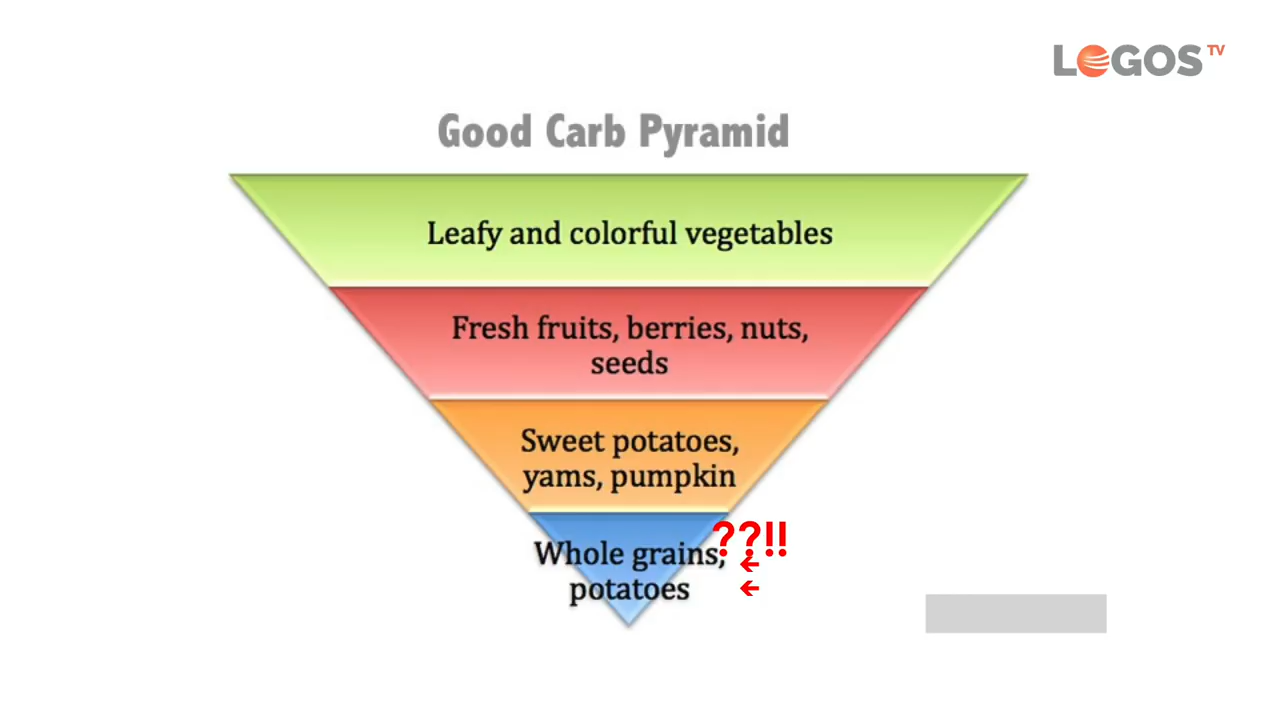 LOGOS TV
Good Carb Pyramid
Leafy and colorful vegetables
Fresh fruits, berries, nuts,
seeds
Sweet potatoes,
yams, pumpkin
Whole grains, ??!!
←
potatoes ←